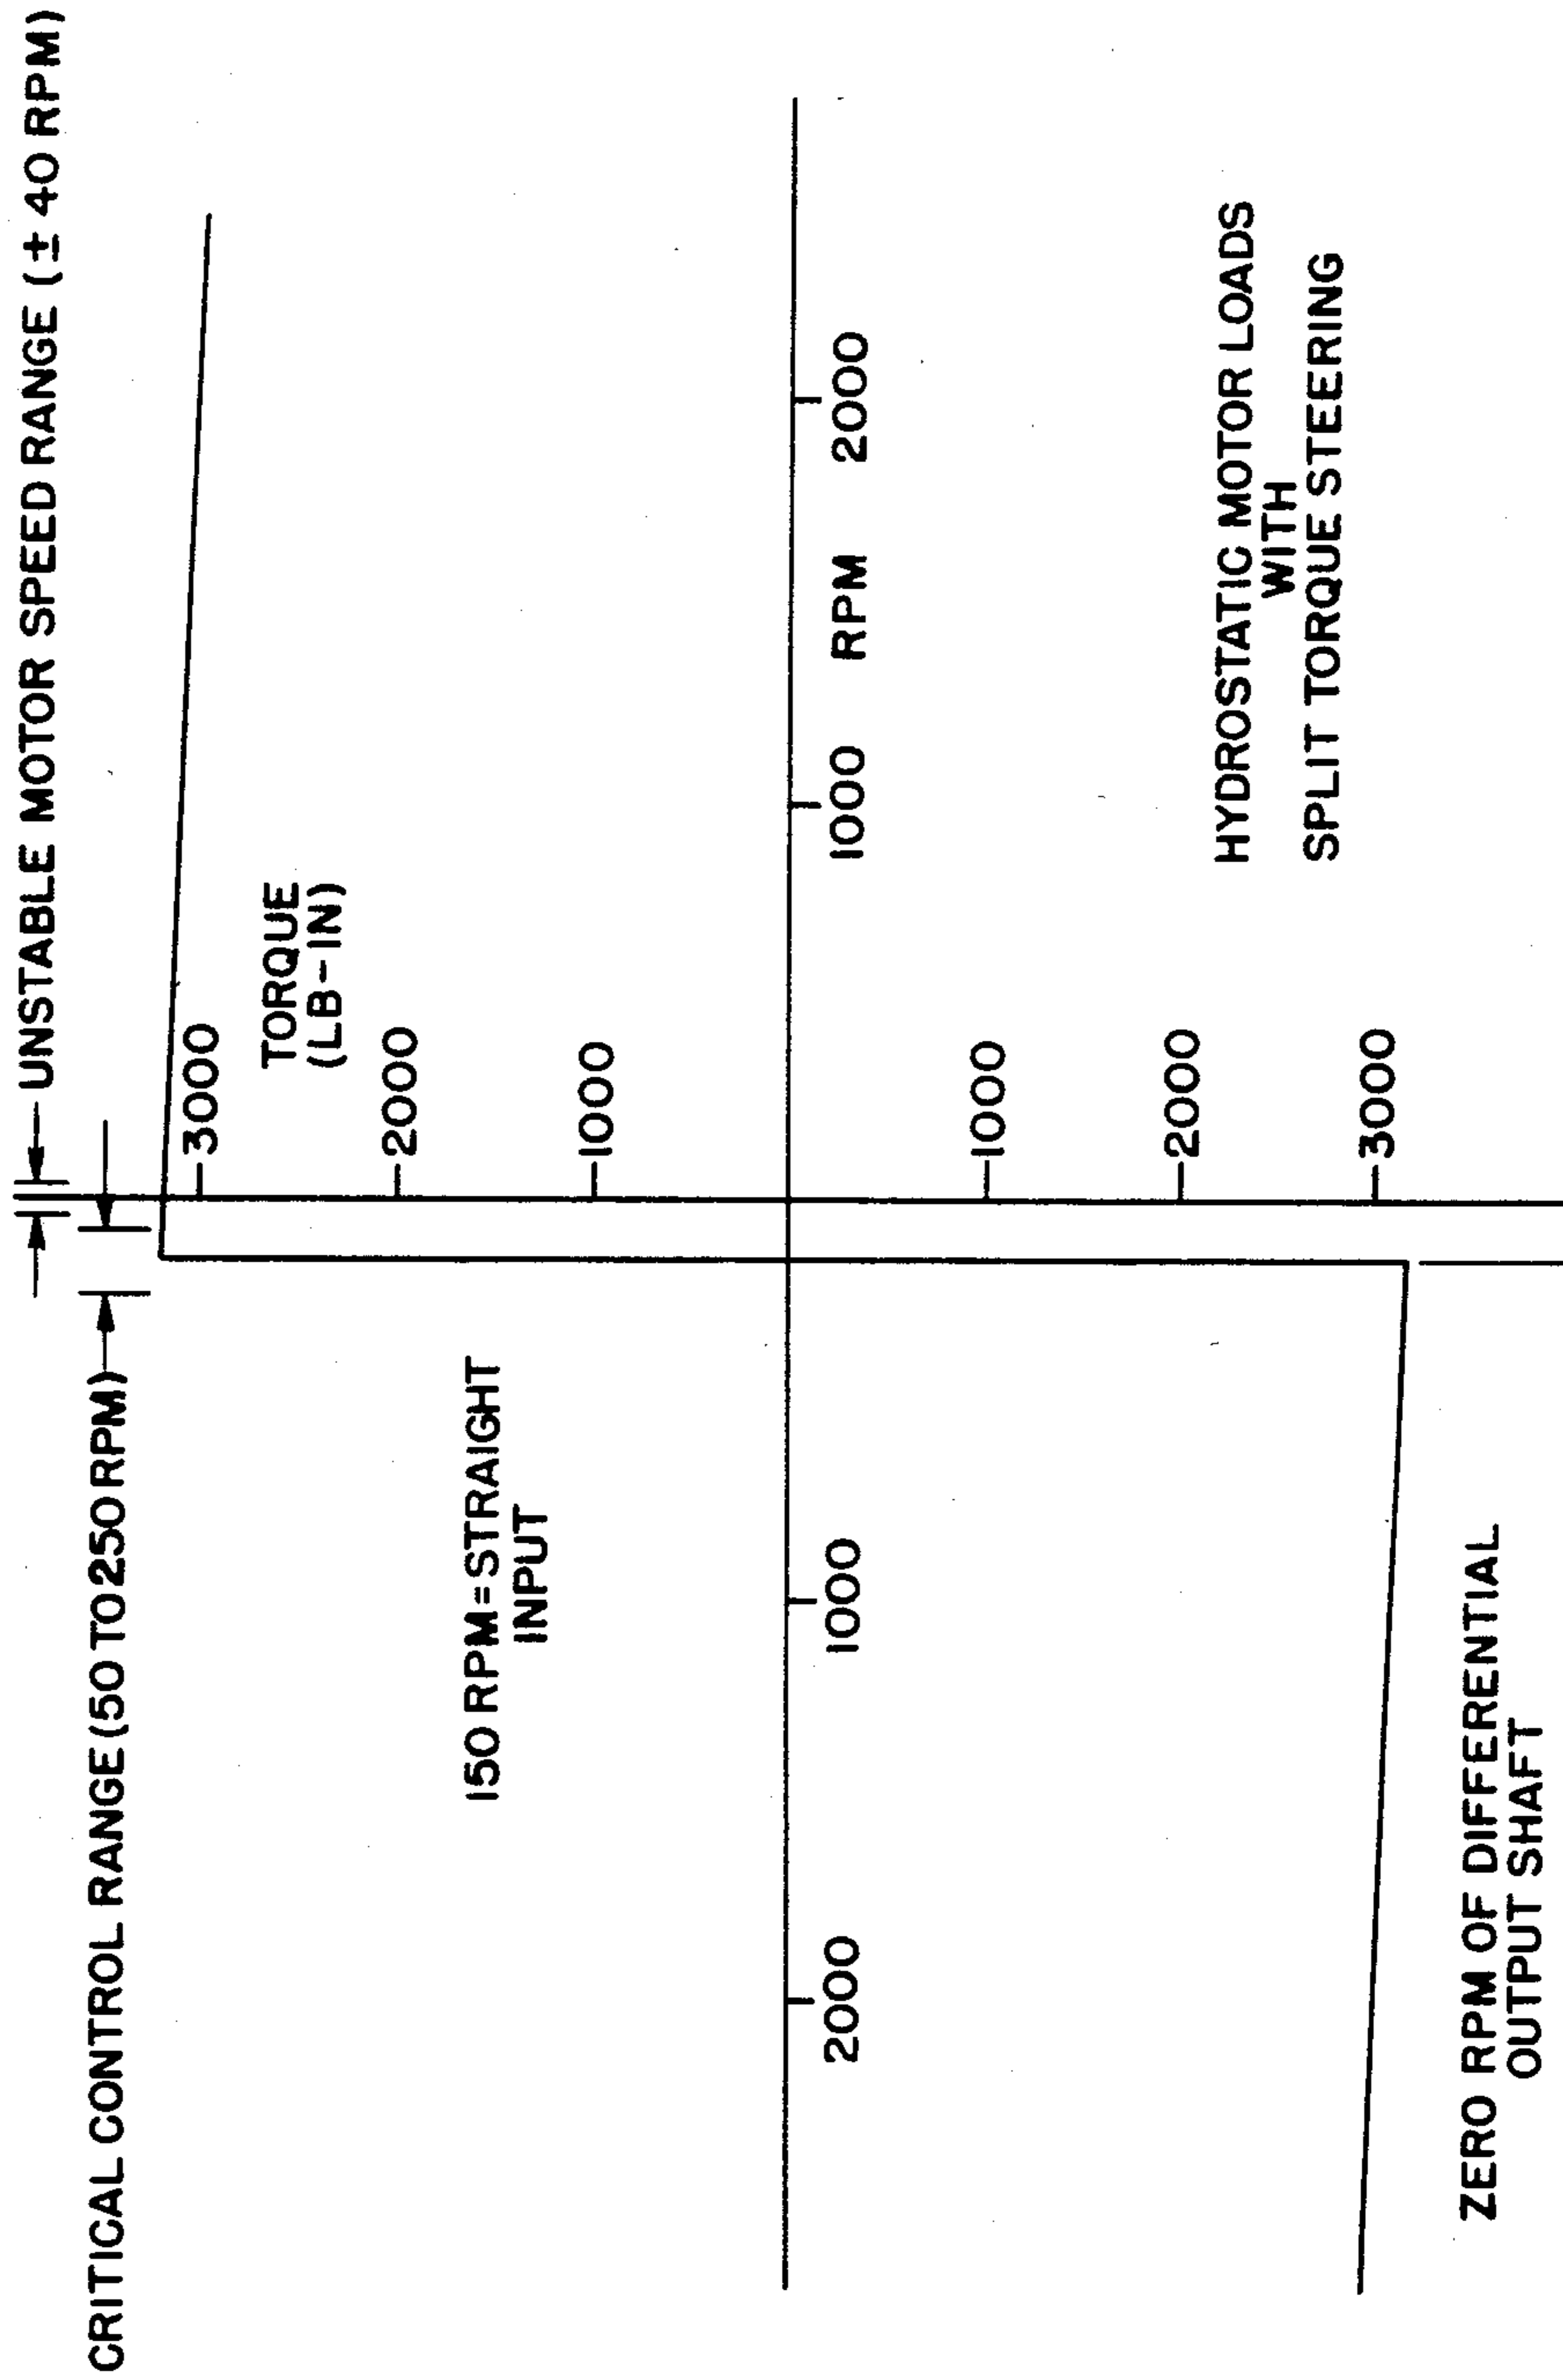 UNSTABLE MOTOR SPEED RANGE (± 40 RPM)
CRITICAL CONTROL RANGE (50 TO 250 RPM)
3000
TORQUE
(LB-IN)
2000
1000
150 RPM = STRAIGHT
INPUT
2000
1000
1000
RPM
2000
1000
2000
3000
HYDROSTATIC MOTOR LOADS
WITH
SPLIT TORQUE STEERING
ZERO RPM OF DIFFERENTIAL
OUTPUT SHAFT